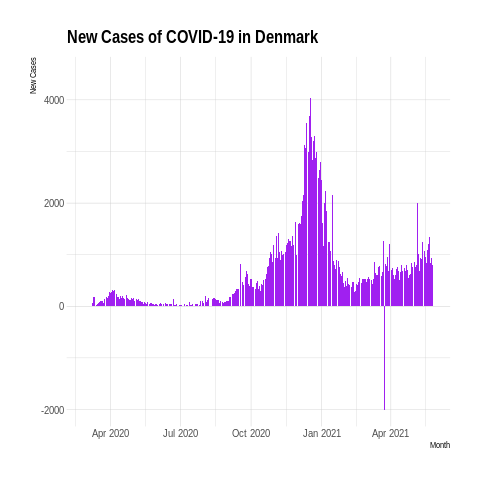 New Cases of COVID-19 in Denmark
New Cases
4000
2000
0
-2000
Apr 2020 Jul 2020 Oct 2020 Jan 2021 Apr 2021
Month